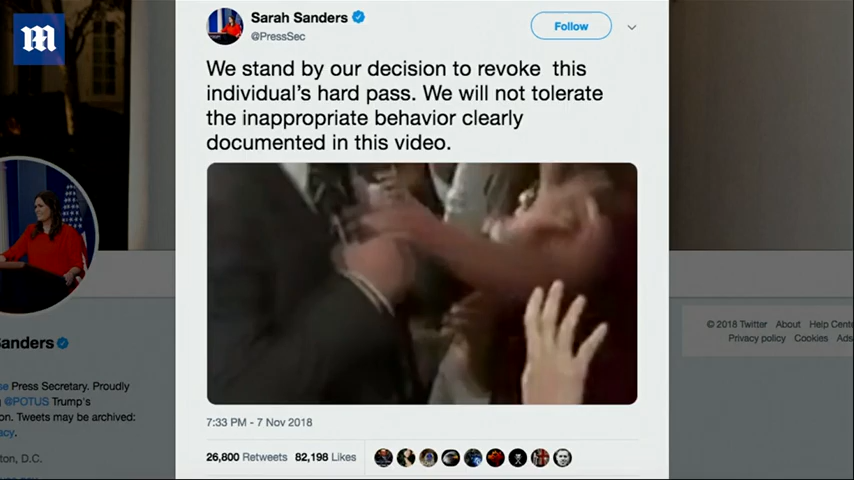 m
Sarah Sanders
@PressSec
Follow
We stand by our decision to revoke this
individual's hard pass. We will not tolerate
the inappropriate behavior clearly
documented in this video.
7:33 PM - 7 Nov 2018
26,800 Retweets 82,198 Likes
anders
Press Secretary. Proudly
@POTUS Trump's
on. Tweets may be archived:
acy.
ton, D.C.
© 2018 Twitter About Help Cente
Privacy policy Cookies Ads